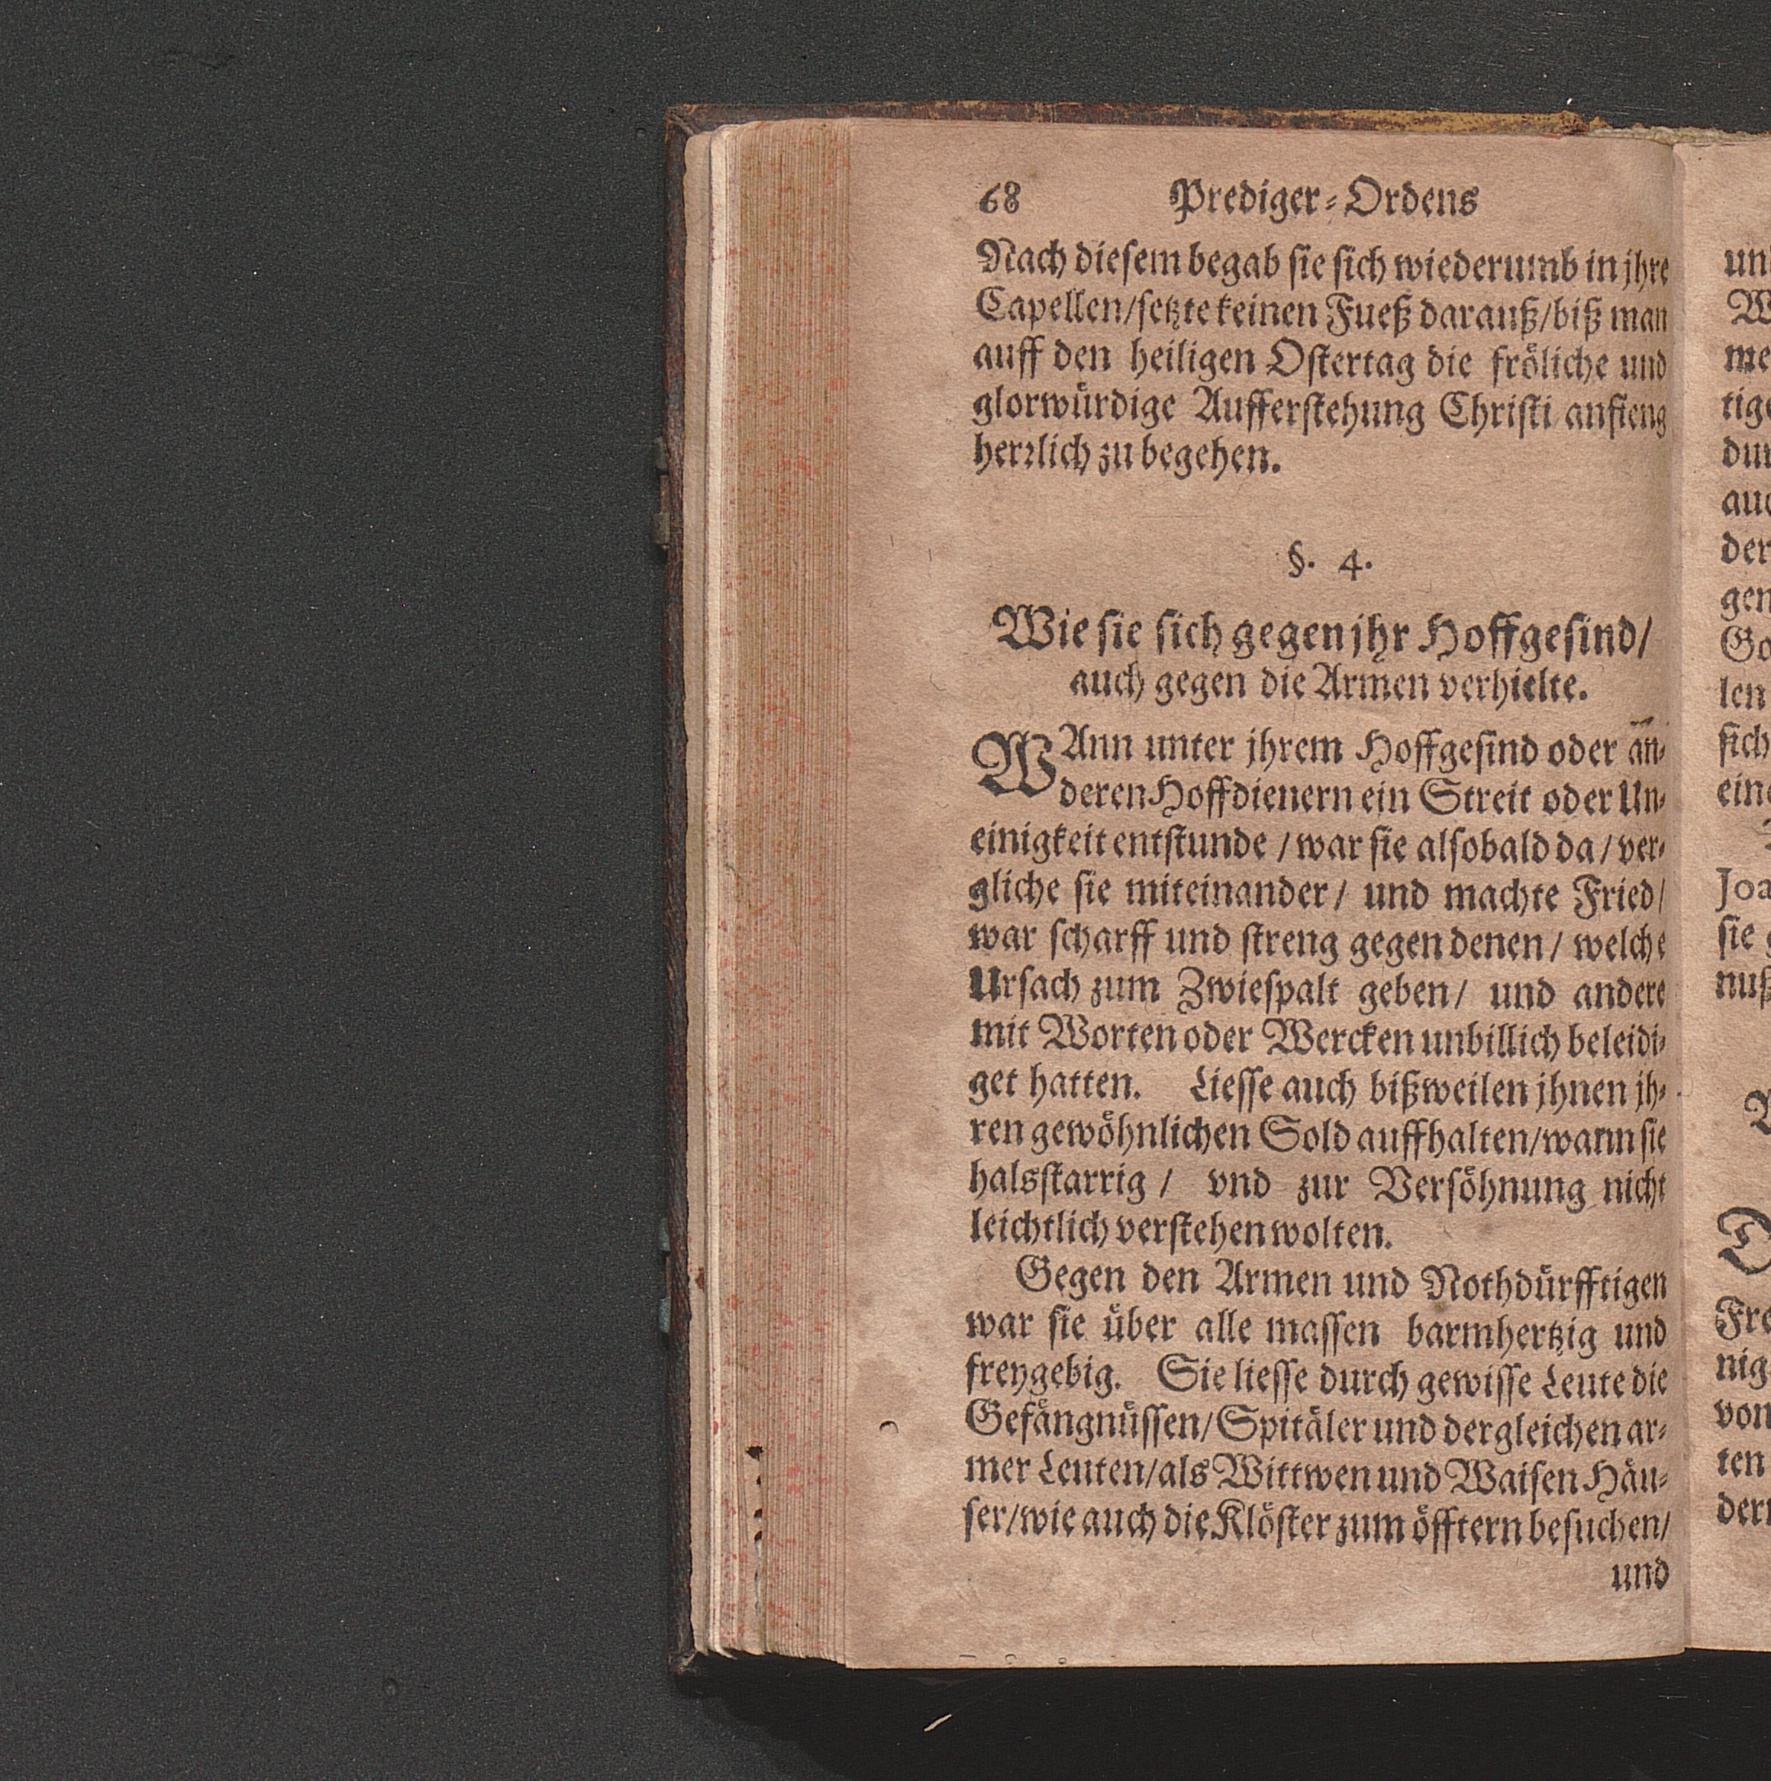 68 Prediger-Ordens
Nach diesem begab sie sich wiederumb in jhre
Capellen/setzte keinen Fueß darauß/biß man
auff den heiligen Ostertag die fröliche und
glorwürdige Aufferstehung Christi anfieng
herrlich zu begehen.
§. 4.
Wie sie sich gegen jhr Hoffgesind/
auch gegen die Armen verhielte.
WAnn unter jhrem Hoffgesind oder an-
deren Hoffdienern ein Streit oder Un-
einigkeit entstunde / war sie alsobald da / ver-
gliche sie miteinander / und machte Fried/
war scharff und streng gegen denen / welche
Ursach zum Zwiespalt geben / und andere
mit Worten oder Wercken unbillich beleidi-
get hatten. Liesse auch bißweilen jhnen jh-
ren gewöhnlichen Sold auffhalten/wann sie
halsstarrig / vnd zur Versöhnung nicht
leichtlich verstehen wolten.
Gegen den Armen und Nothdürfftigen
war sie über alle massen barmhertzig und
freygebig. Sie liesse durch gewisse Leute die
Gefängnüssen/Spitäler und dergleichen ar-
mer Leuten/als Wittwen und Waisen Häu-
ser/wie auch die Klöster zum öfftern besuchen/
und